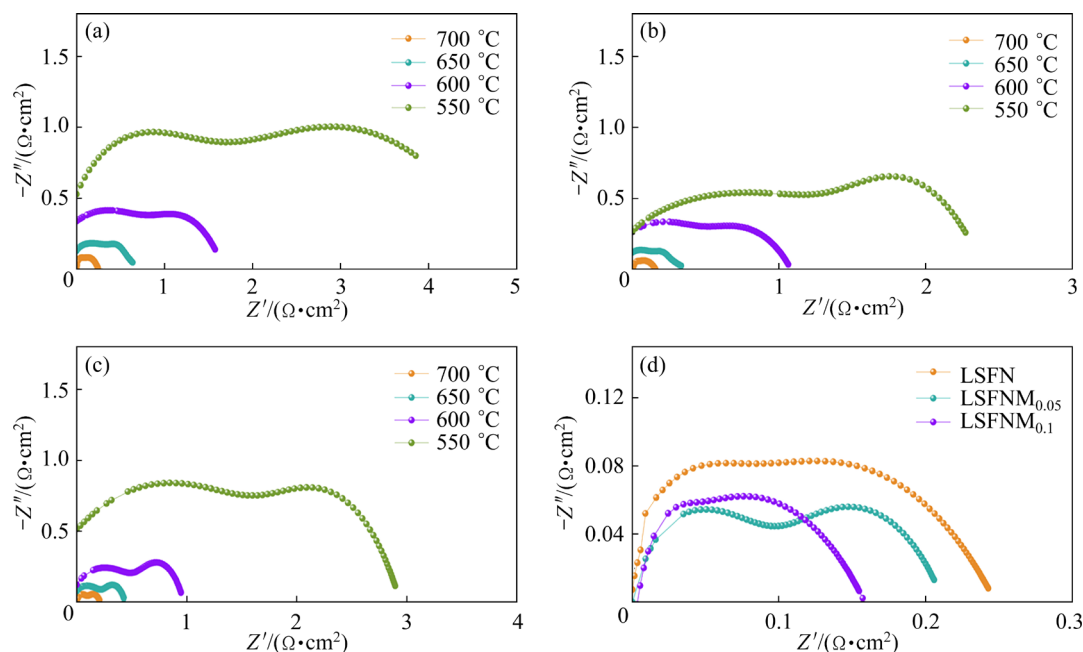 (a)
700 °C
650 °C
600 °C
550 °C
1.5
1.0
0.5
0
1
2
3
4
5
-Z″/(Ω•cm2)
Z′/(Ω•cm2)
(b)
700 °C
650 °C
600 °C
550 °C
1.5
1.0
0.5
0
1
2
3
-Z″/(Ω•cm2)
Z′/(Ω•cm2)
(c)
700 °C
650 °C
600 °C
550 °C
1.5
1.0
0.5
0
1
2
3
4
-Z″/(Ω•cm2)
Z′/(Ω•cm2)
(d)
LSFN
LSFNM0.05
LSFNM0.1
0.12
0.08
0.04
0
0.1
0.2
0.3
-Z″/(Ω•cm2)
Z′/(Ω•cm2)